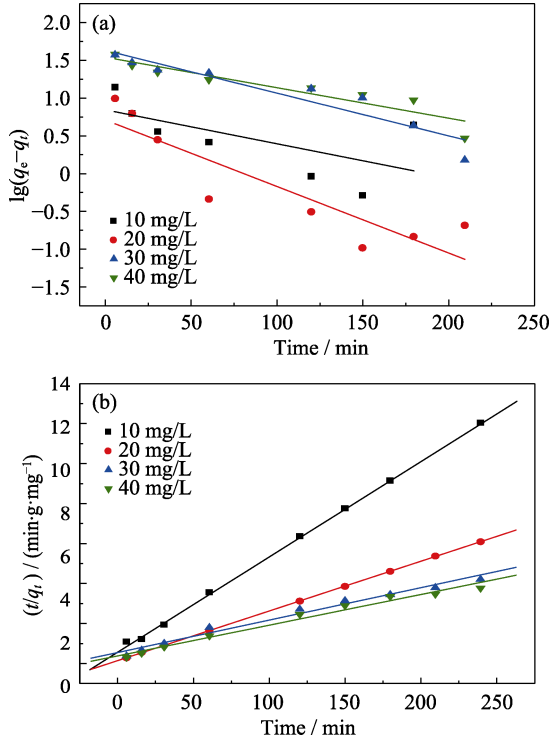 (a)
2.0
1.5
1.0
0.5
0
−0.5
−1.0
−1.5
lg(qe−qt)
10 mg/L
20 mg/L
30 mg/L
40 mg/L
0 50 100 150 200 250
Time / min
(b)
14
12
10
8
6
4
2
0
(t/qt) / (min·g·mg⁻¹)
10 mg/L
20 mg/L
30 mg/L
40 mg/L
0 50 100 150 200 250
Time / min